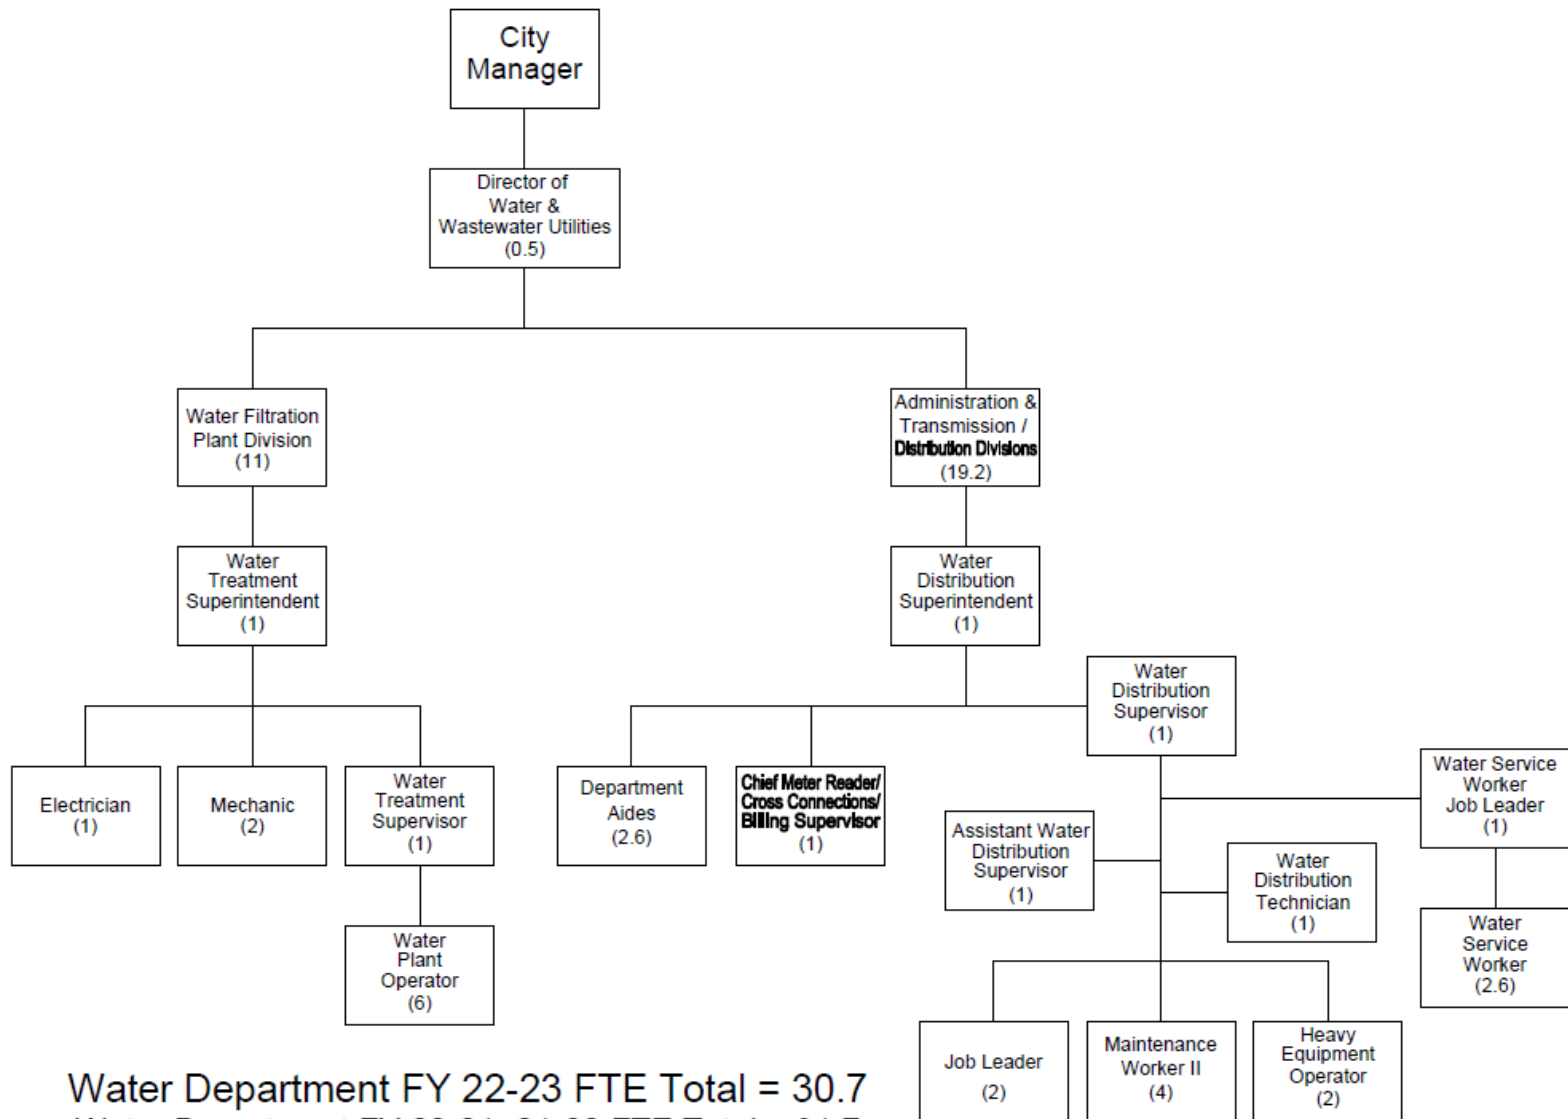 City
Manager
Director of
Water &
Wastewater Utilities
(0.5)
Water Filtration
Plant Division
(11)
Administration &
Transmission /
Distribution Divisions
(19.2)
Water
Treatment
Superintendent
(1)
Water
Distribution
Superintendent
(1)
Water
Distribution
Supervisor
(1)
Electrician
(1)
Mechanic
(2)
Water
Treatment
Supervisor
(1)
Department
Aides
(2.6)
Chief Meter Reader/
Cross Connections/
Billing Supervisor
(1)
Water Service
Worker
Job Leader
(1)
Assistant Water
Distribution
Supervisor
(1)
Water
Distribution
Technician
(1)
Water
Service
Worker
(2.6)
Water
Plant
Operator
(6)
Job Leader
(2)
Maintenance
Worker II
(4)
Heavy
Equipment
Operator
(2)
Water Department FY 22-23 FTE Total = 30.7